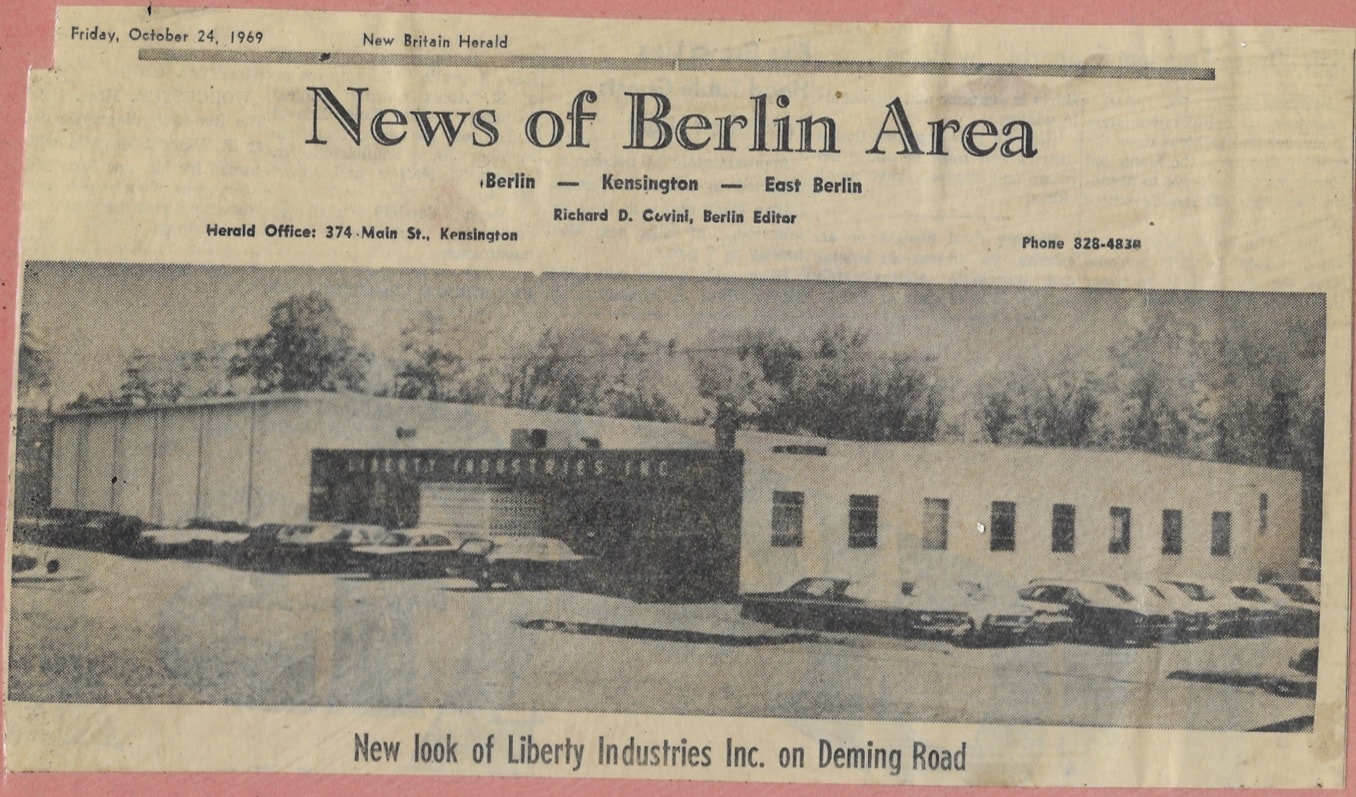 Friday, October 24, 1969 New Britain Herald
News of Berlin Area
Berlin — Kensington — East Berlin
Richard D. Covini, Berlin Editor
Herald Office: 374 Main St., Kensington Phone 828-4838
LIBERTY INDUSTRIES INC
New look of Liberty Industries Inc. on Deming Road